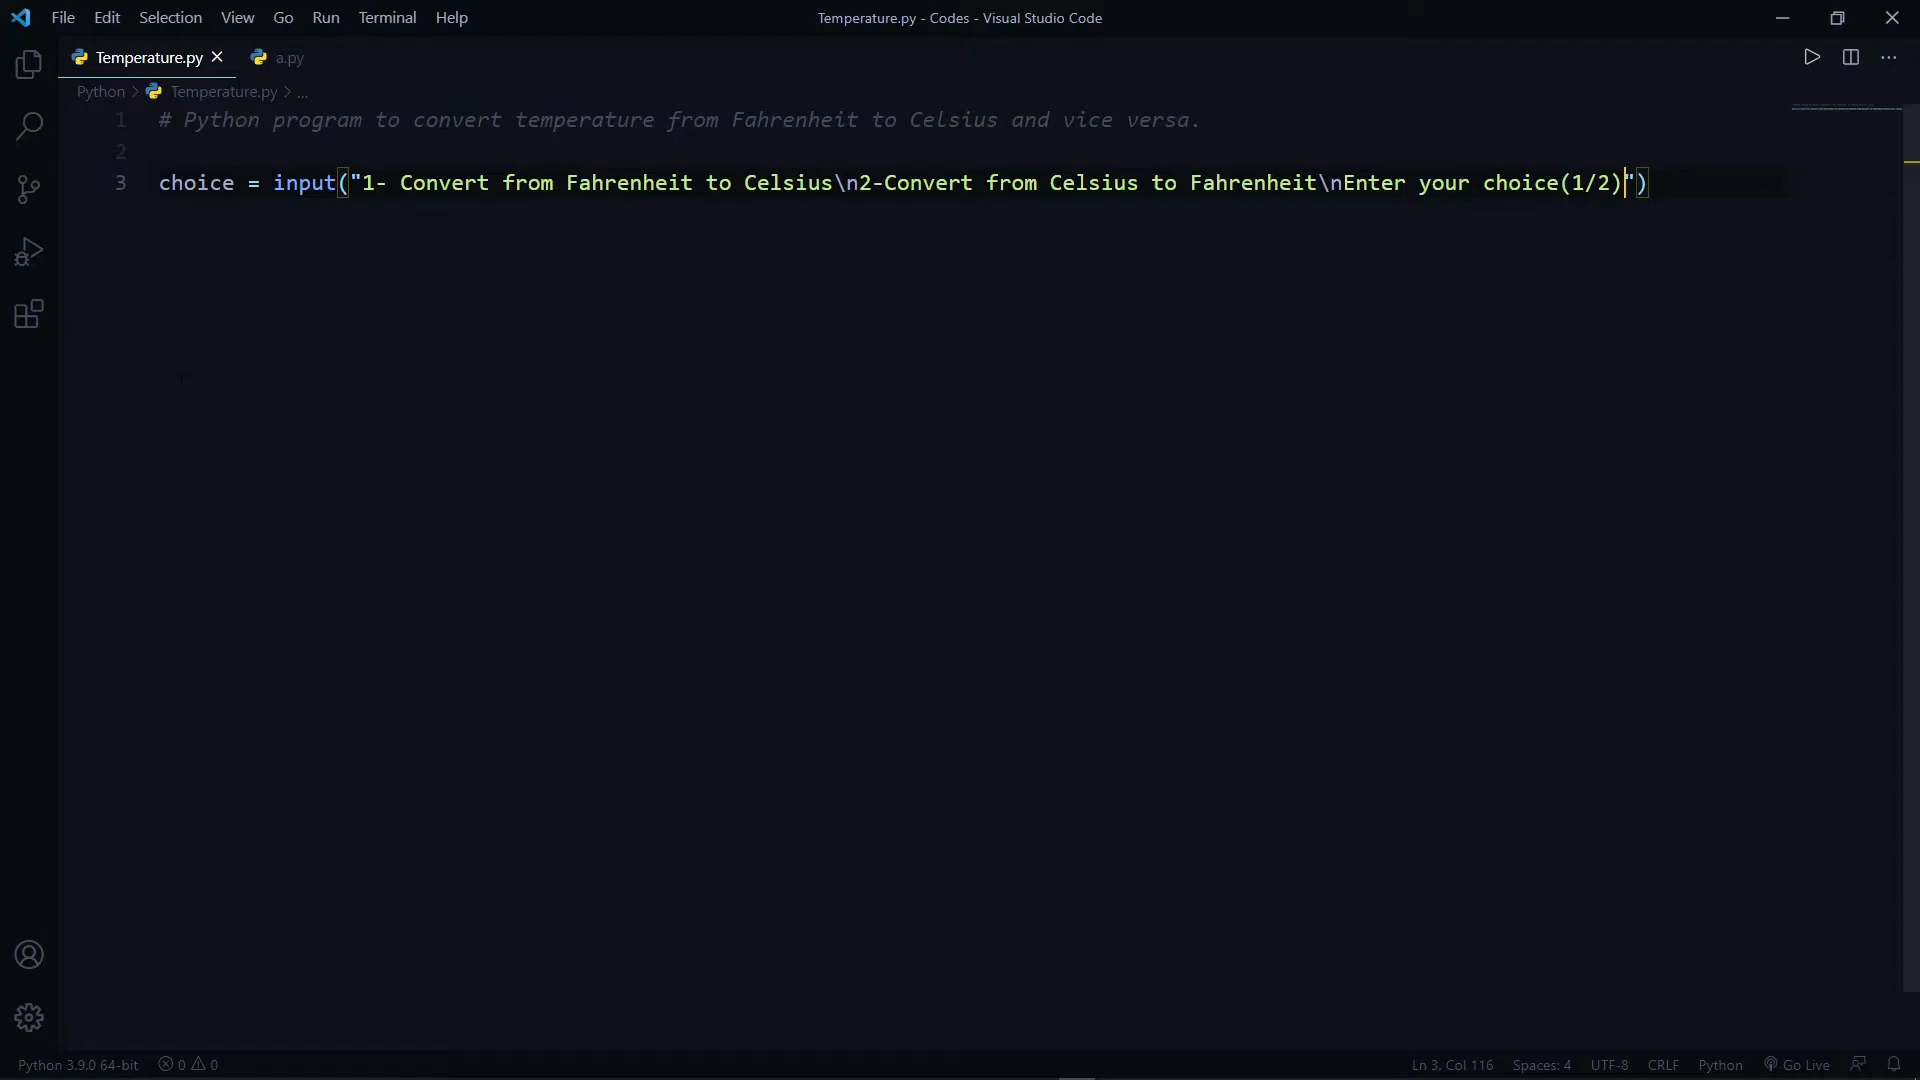 File Edit Selection View Go Run Terminal Help Temperature.py - Codes - Visual Studio Code
Temperature.py a.py
Python > Temperature.py > ...
1 # Python program to convert temperature from Fahrenheit to Celsius and vice versa.
2
3 choice = input("1- Convert from Fahrenheit to Celsius\n2-Convert from Celsius to Fahrenheit\nEnter your choice(1/2)")
Python 3.9.0 64-bit 0 0 Ln 3, Col 116 Spaces: 4 UTF-8 CRLF Python Go Live